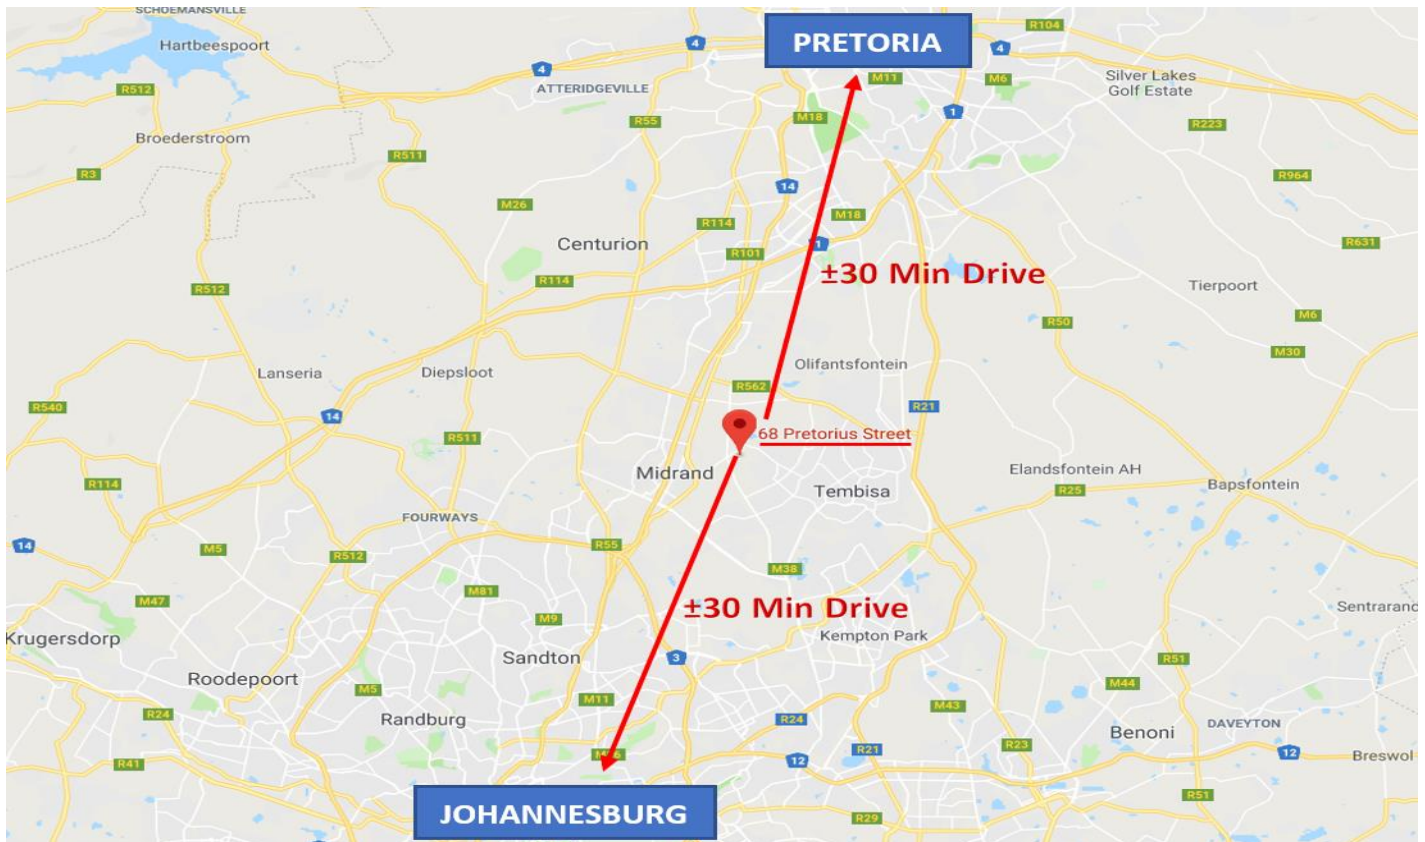 SCHOEMANSVILLE
R104
PRETORIA
Hartbeespoort
4
4
4
M11
M6
Silver Lakes
Golf Estate
R512
ATTERIDGEVILLE
1
R55
M18
R223
Broederstroom
R511
R3
14
R964
M26
M18
R114
Centurion
1
R631
R101
±30 Min Drive
R114
R512
Tierpoort
R50
M6
M30
Olifantsfontein
Lanseria
Diepsloot
R562
R540
14
R21
68 Pretorius Street
R511
Midrand
Elandsfontein AH
R114
Tembisa
R25
Bapsfontein
FOURWAYS
14
M5
R512
R55
M38
M81
M47
±30 Min Drive
Sentrarand
M9
Krugersdorp
Kempton Park
Sandton
3
R51
Roodepoort
M5
M11
M44
M43
R24
Randburg
R24
DAVEYTON
Benoni
R23
R21
12
R41
12
Breswol
R51
JOHANNESBURG
R29